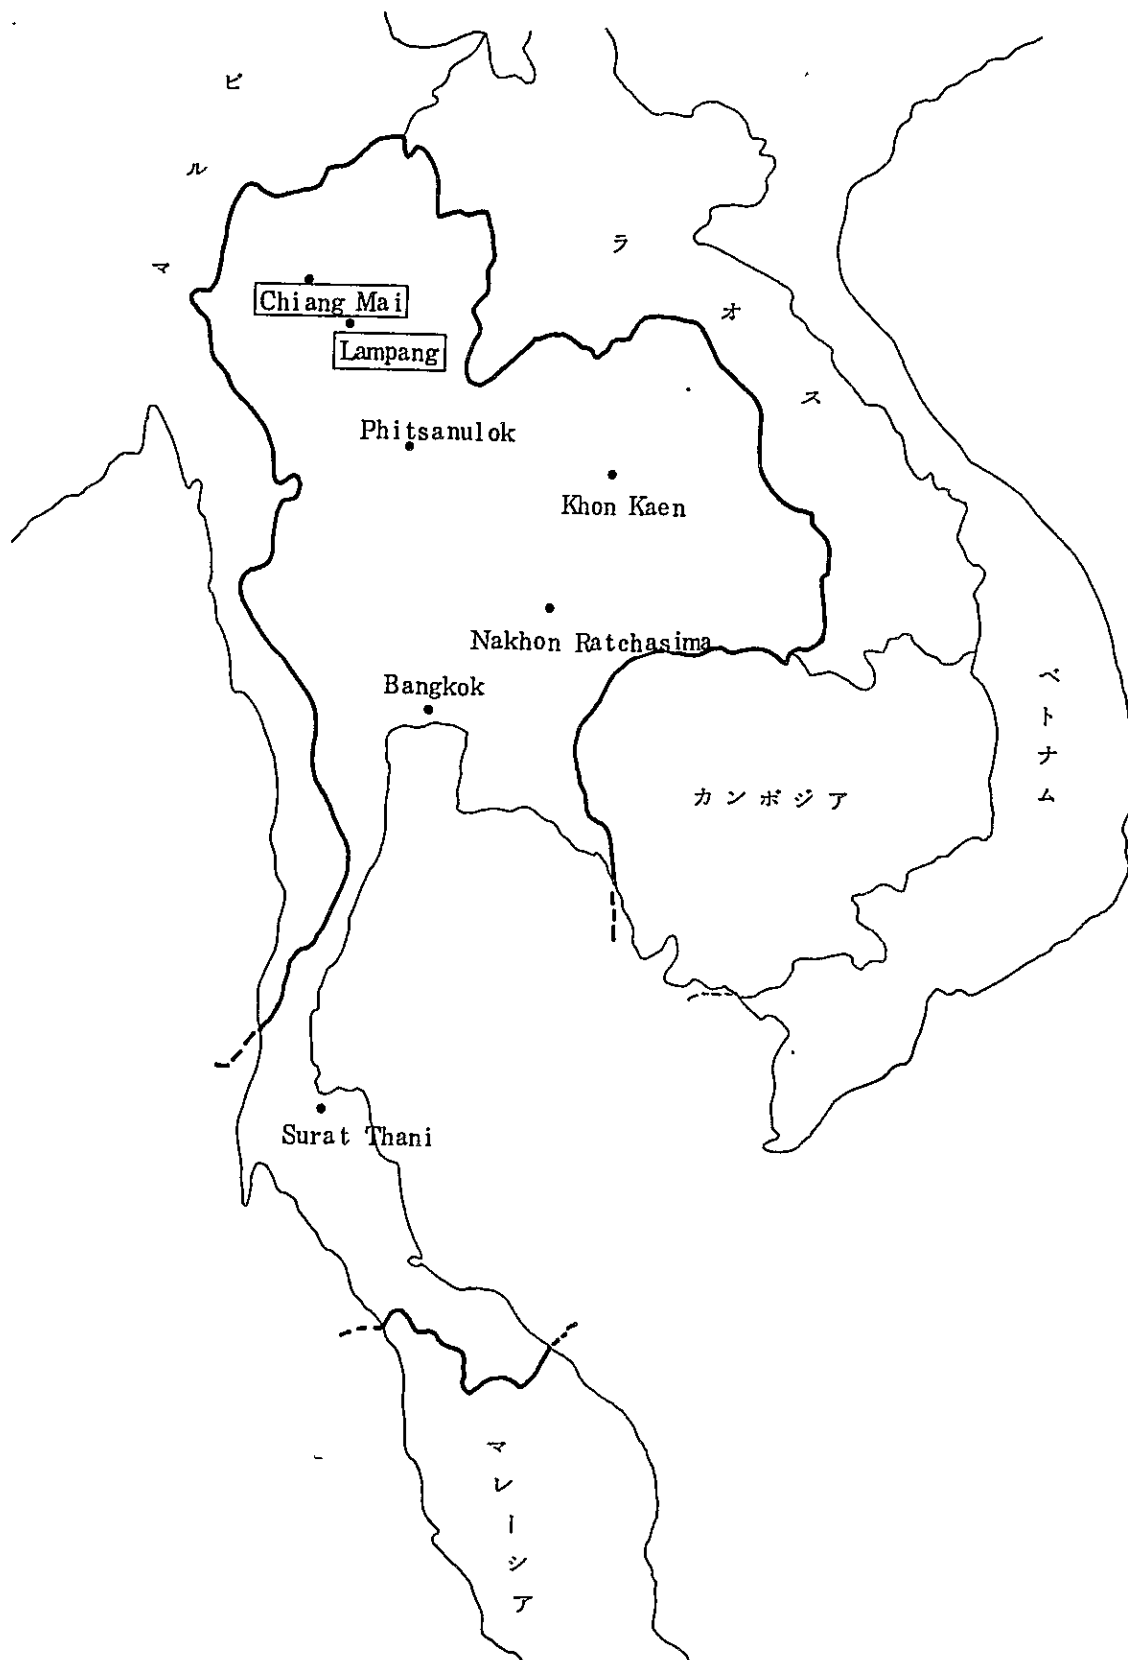 ビルマ
ラオス
Chiang Mai
Lampang
Phitsanulok
Khon Kaen
Nakhon Ratchasima
Bangkok
ベトナム
カンボジア
Surat Thani
マレーシア